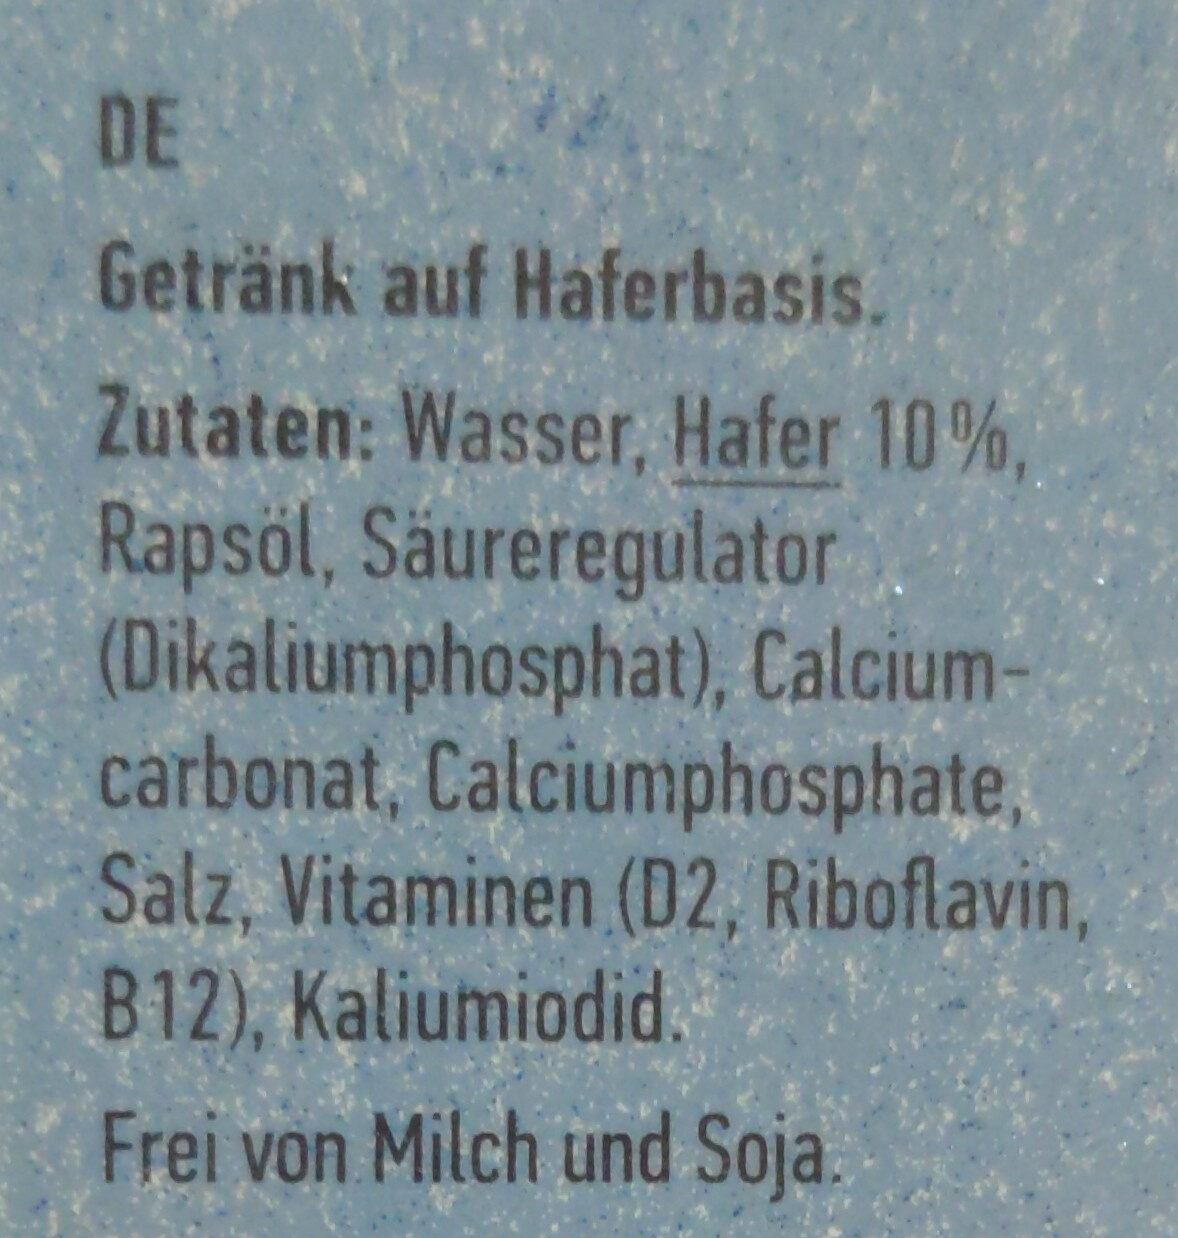 DE
Getränk auf Haferbasis.
Zutaten: Wasser, Hafer 10%,
Rapsöl, Säureregulator
(Dikaliumphosphat), Calcium-
carbonat, Calciumphosphate,
Salz, Vitaminen (D2, Riboflavin,
B12), Kaliumiodid.
Frei von Milch und Soja.